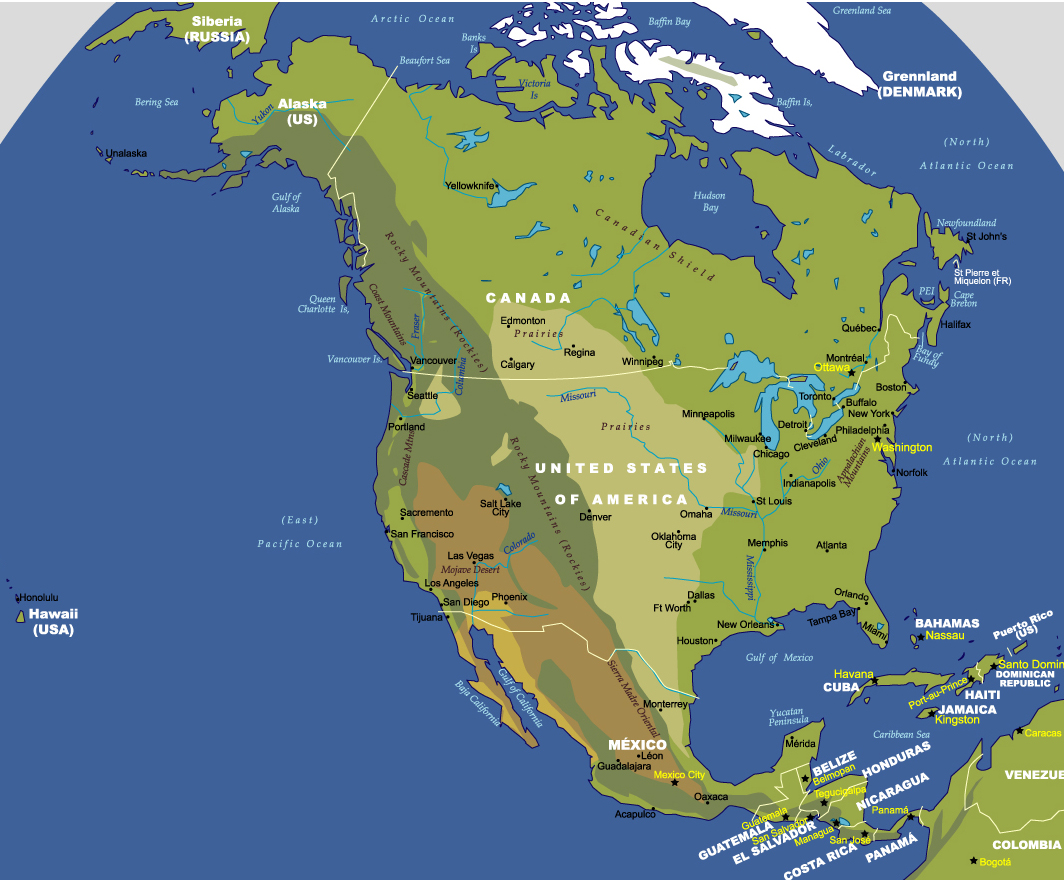 Siberia
(RUSSIA)
Arctic Ocean
Baffin Bay
Greenland Sea
Banks
Is
Beaufort Sea
Victoria
Is
Grennland
(DENMARK)
Bering Sea
Yukon
Alaska
(US)
Baffin Is,
(North)
Atlantic Ocean
Unalaska
Labrador
Yellowknife
Gulf of
Alaska
Hudson
Bay
Canadian Shield
Newfoundland
St John's
St Pierre et
Miquelon (FR)
Rocky Mountains (Rockies)
Queen
Charlotte Is,
Coast Mountains
Fraser
CANADA
PEI
Cape
Breton
Edmonton
Prairies
Halifax
Québec
Vancouver Is.
Vancouver
Columbia
Calgary
Regina
Winnipeg
Montréal
Ottawa
Bay of
Fundy
Seattle
Missouri
Toronto
Boston
Buffalo
New York
Portland
Minneapolis
Prairies
Detroit
Philadelphia
Milwaukee
Cleveland
Washington
Chicago
Cascade Mtns
Rocky Mountains (Rockies)
UNITED STATES
OF AMERICA
Ohio
Appalachian
Mountains
(North)
Atlantic Ocean
Norfolk
Indianapolis
Salt Lake
City
St Louis
Sacremento
Denver
Omaha
Missouri
(East)
Pacific Ocean
San Francisco
Oklahoma
City
Memphis
Atlanta
Las Vegas
Colorado
Mojave Desert
Mississippi
Los Angeles
Phoenix
San Diego
Dallas
Ft Worth
Orlando
Honolulu
Hawaii
(USA)
Tijuana
New Orleans
Tampa Bay
Miami
Houston
BAHAMAS
Nassau
Puerto Rico
(US)
Gulf of Mexico
Baja California
Gulf of California
Sierra Madre Oriental
Havana
CUBA
Santo Domin
DOMINICAN
REPUBLIC
Port-au-Prince
HAITI
Monterrey
Yucatan
Peninsula
JAMAICA
Kingston
Caribbean Sea
Caracas
MÉXICO
Léon
Guadalajara
Mérida
Mexico City
BELIZE
Belmopan
HONDURAS
VENEZUE
Oaxaca
Tegucigalpa
NICARAGUA
Acapulco
Guatemala
GUATEMALA
San Salvador
EL SALVADOR
Managua
Panamá
San José
COSTA RICA
PANAMÁ
COLOMBIA
Bogotá